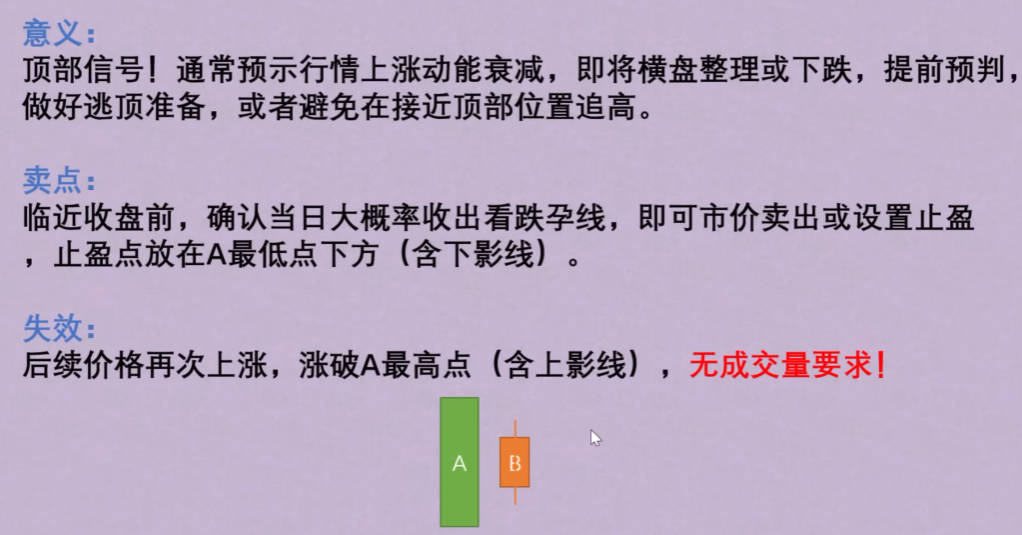 意义：
顶部信号！通常预示行情上涨动能衰减，即将横盘整理或下跌，提前预判，
做好逃顶准备，或者避免在接近顶部位置追高。
卖点：
临近收盘前，确认当日大概率收出看跌孕线，即可市价卖出或设置止盈
，止盈点放在A最低点下方（含下影线）。
失效：
后续价格再次上涨，涨破A最高点（含上影线），无成交量要求！
A
B